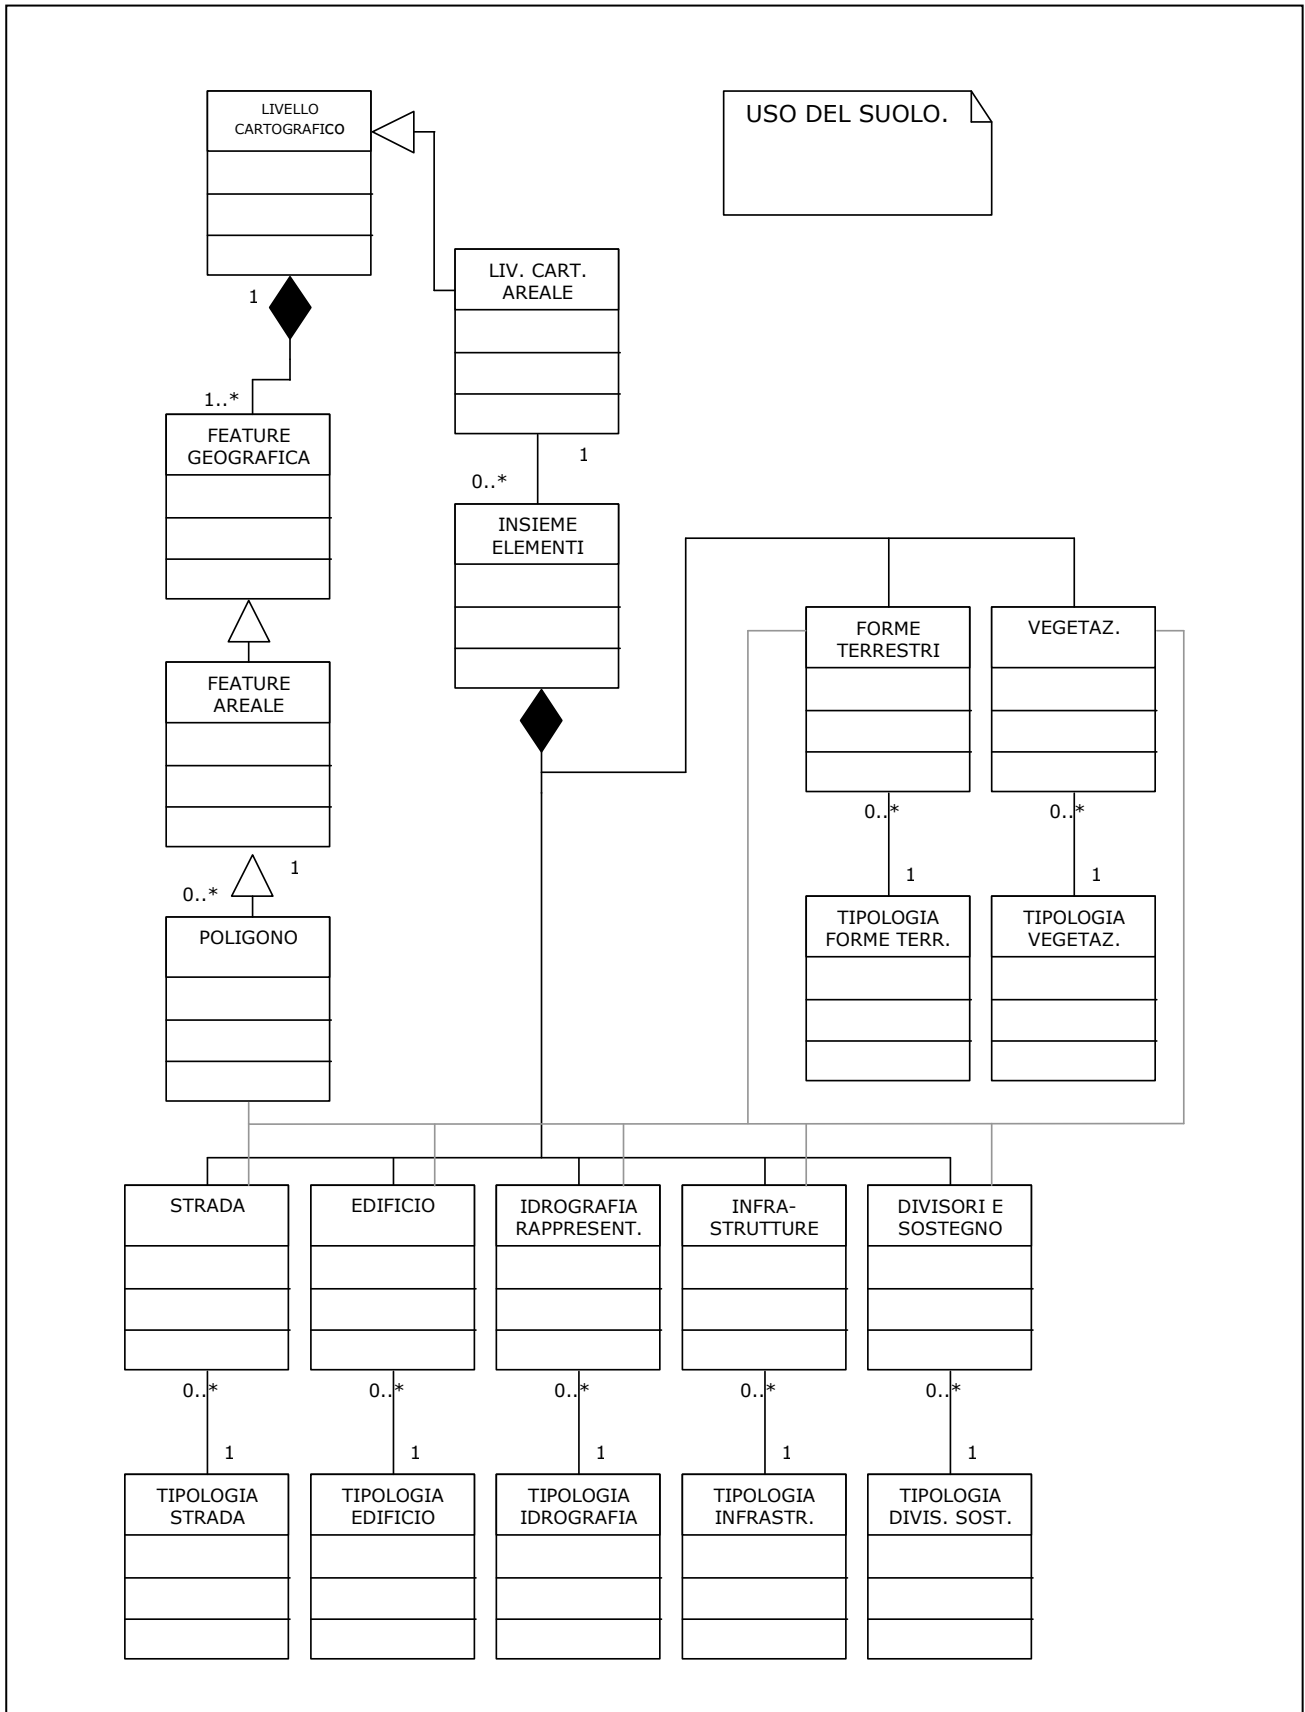 LIVELLO
CARTOGRAFICO
USO DEL SUOLO.
LIV. CART.
AREALE
1
1..*
FEATURE
GEOGRAFICA
1
0..*
INSIEME
ELEMENTI
FORME
TERRESTRI
VEGETAZ.
FEATURE
AREALE
0..*
0..*
1
0..*
1
1
POLIGONO
TIPOLOGIA
FORME TERR.
TIPOLOGIA
VEGETAZ.
STRADA
EDIFICIO
IDROGRAFIA
RAPPRESENT.
INFRA-
STRUTTURE
DIVISORI E
SOSTEGNO
0..*
0..*
0..*
0..*
0..*
1
1
1
1
1
TIPOLOGIA
STRADA
TIPOLOGIA
EDIFICIO
TIPOLOGIA
IDROGRAFIA
TIPOLOGIA
INFRASTR.
TIPOLOGIA
DIVIS. SOST.